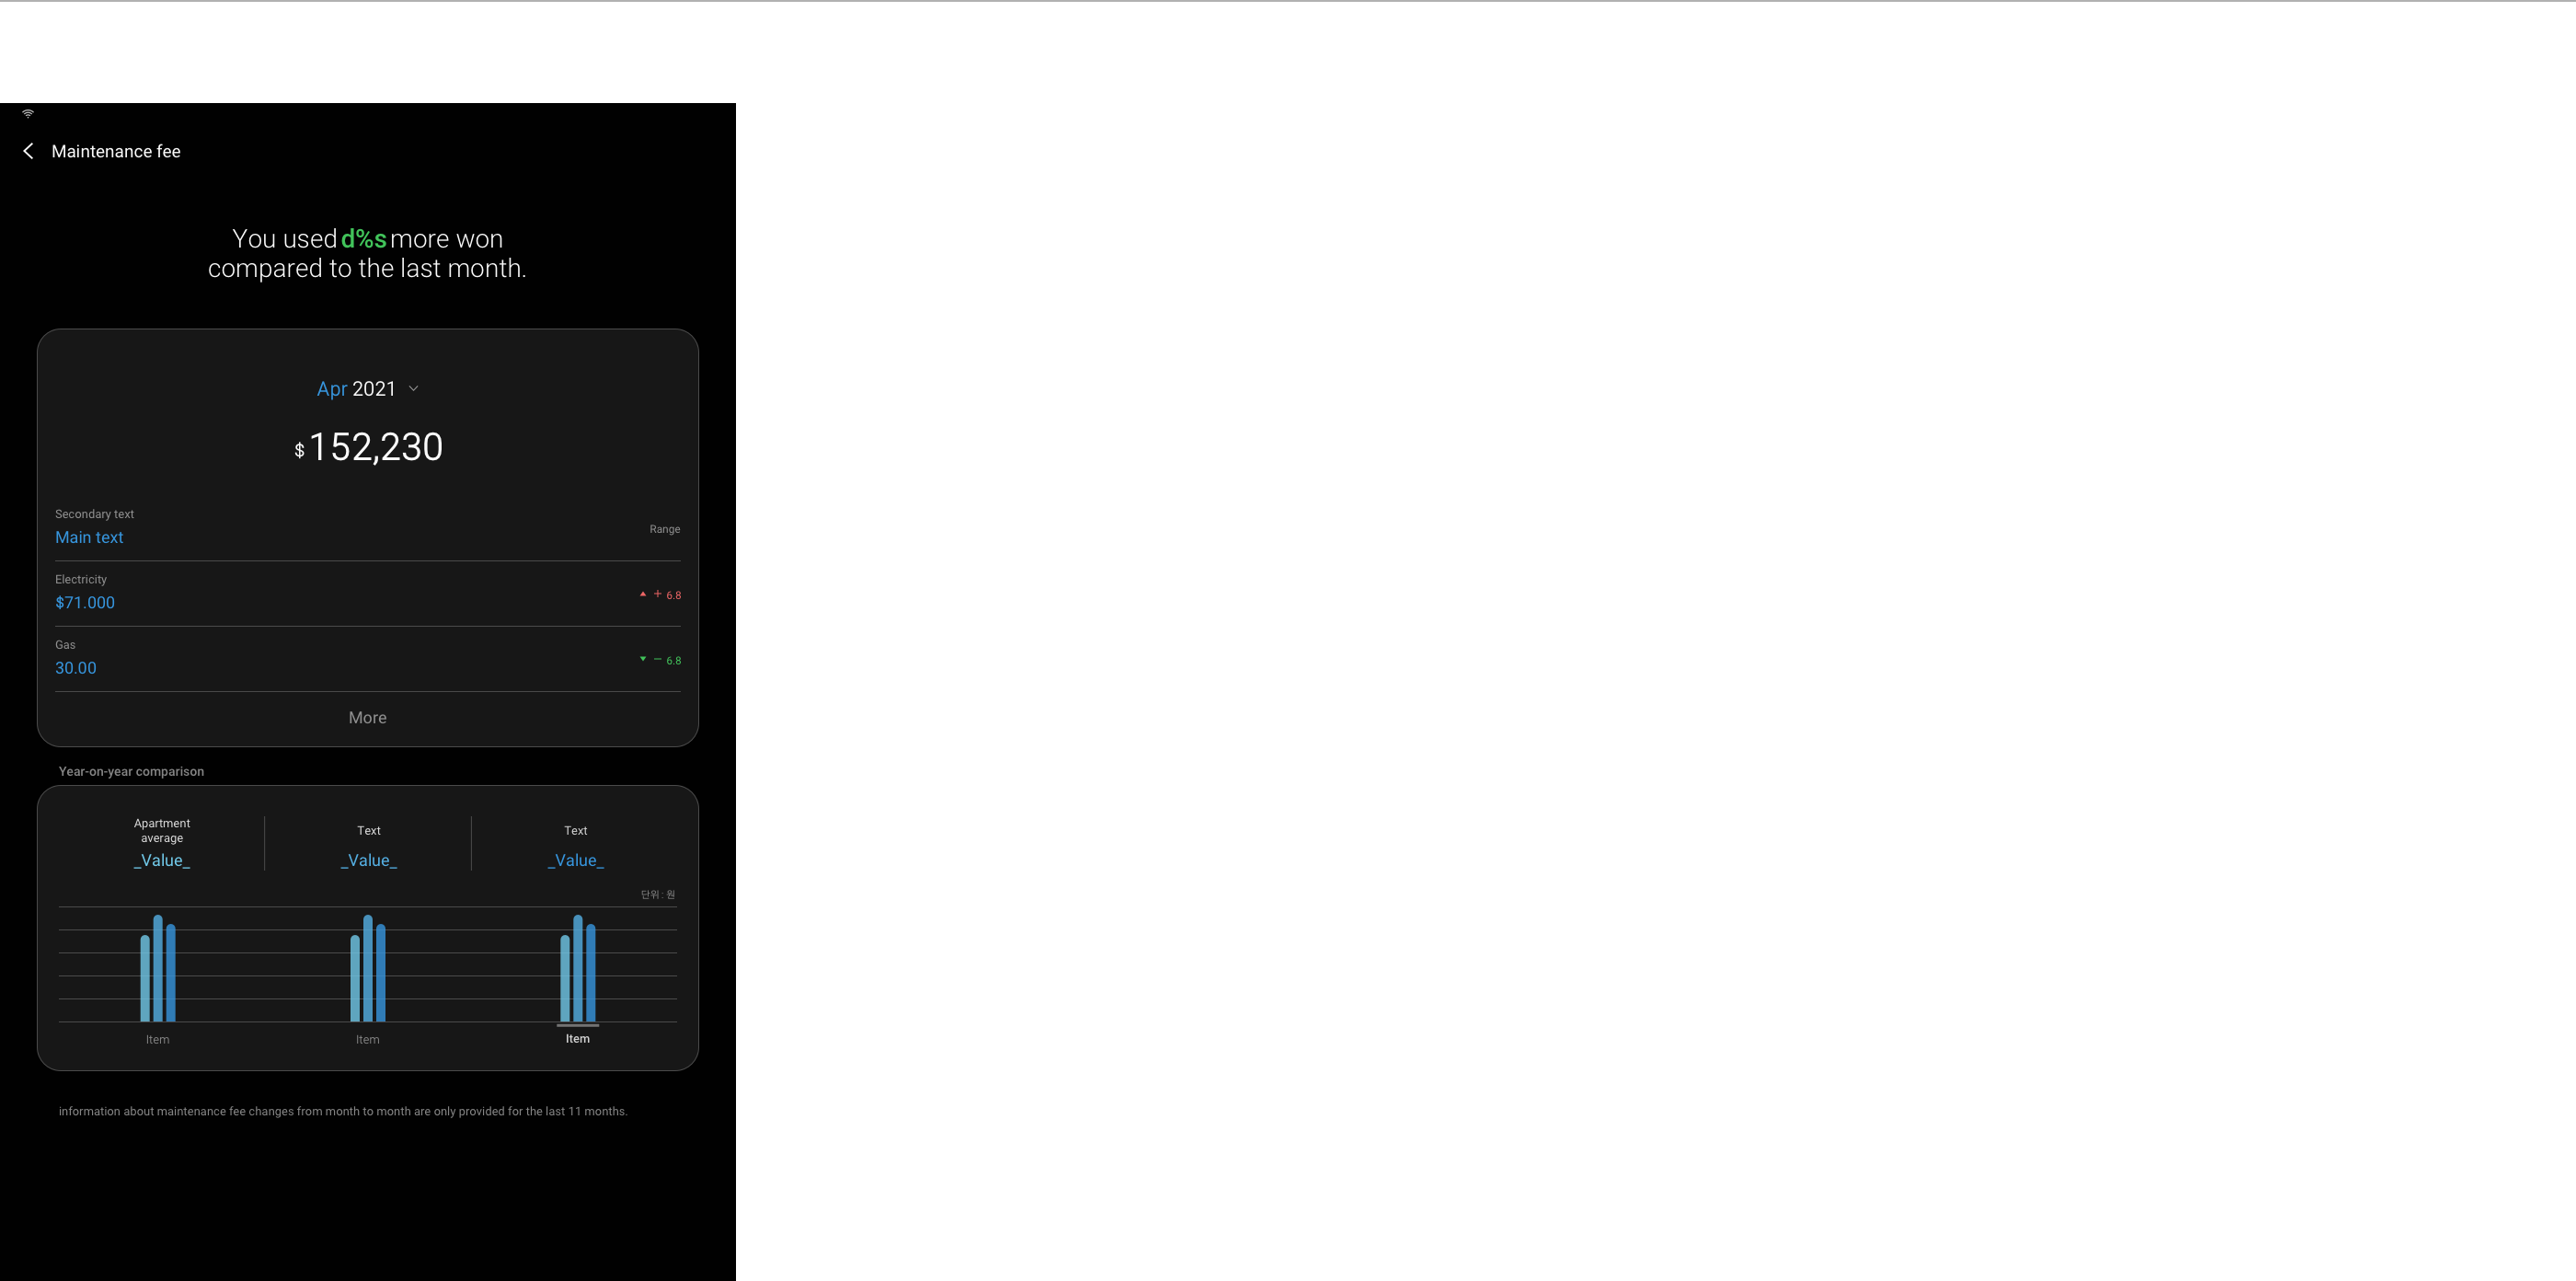 Maintenance fee
You used d%s more won
compared to the last month.
Apr 2021
$152,230
Secondary text
Main text
Range
Electricity
$71.000
+ 6.8
Gas
30.00
− 6.8
More
Year-on-year comparison
Apartment
average
_Value_
Text
_Value_
Text
_Value_
단위 : 원
Item
Item
Item
information about maintenance fee changes from month to month are only provided for the last 11 months.